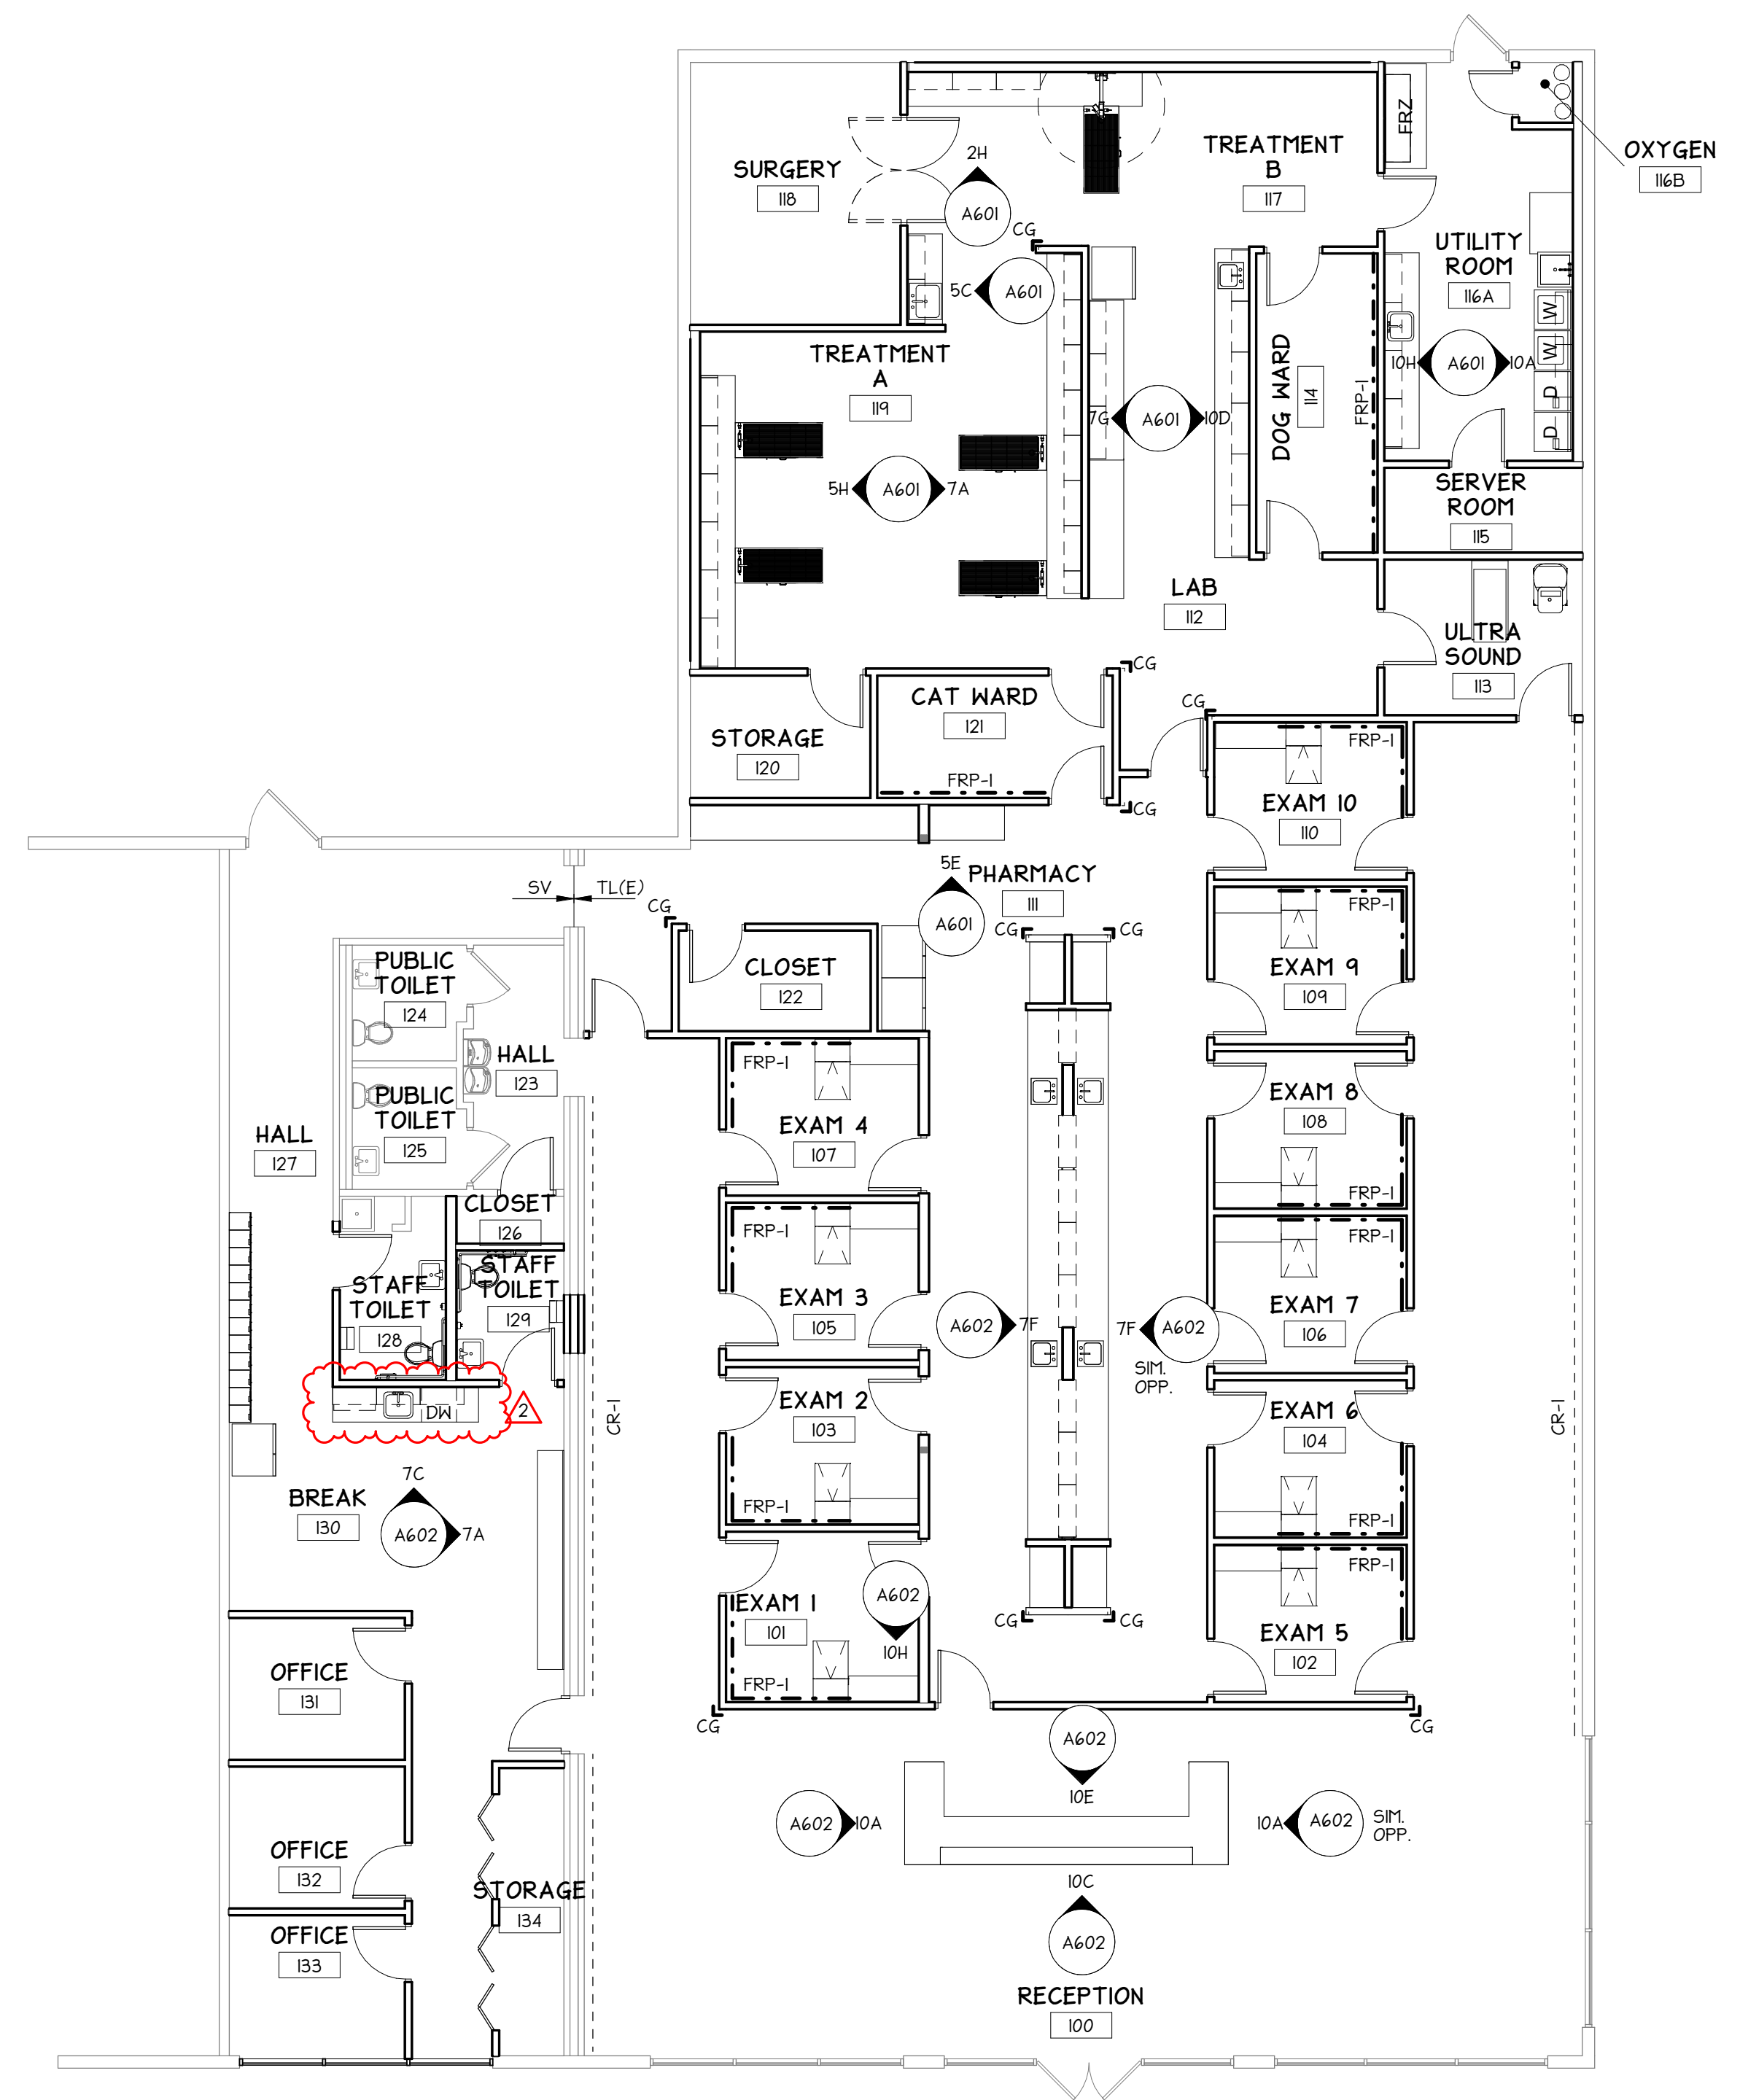 SURGERY
118
2H
A601
CG
TREATMENT
B
117
FRZ
OXYGEN
116B
UTILITY
ROOM
116A
5C
A601
W
W
D
D
10H
A601
10A
TREATMENT
A
119
DOG WARD
114
FRP-1
7G
A601
10D
5H
A601
7A
SERVER
ROOM
115
LAB
112
ULTRA
SOUND
113
CG
CG
CAT WARD
121
FRP-1
STORAGE
120
CG
FRP-1
EXAM 10
110
5E
A601
PHARMACY
111
SV
TL(E)
CG
CG
CG
FRP-1
EXAM 9
109
PUBLIC
TOILET
124
CLOSET
122
HALL
123
FRP-1
EXAM 4
107
EXAM 8
108
FRP-1
PUBLIC
TOILET
125
HALL
127
CLOSET
126
FRP-1
EXAM 3
105
FRP-1
EXAM 7
106
STAFF
TOILET
129
STAFF
TOILET
128
A602
7F
7F
A602
SIM.
OPP.
DW
2
CR-1
EXAM 2
103
FRP-1
EXAM 6
104
FRP-1
CR-1
7C
A602
7A
BREAK
130
EXAM 1
101
FRP-1
A602
10H
CG
CG
FRP-1
EXAM 5
102
CG
CG
OFFICE
131
A602
10E
A602
10A
10A
A602
SIM.
OPP.
OFFICE
132
STORAGE
134
10C
A602
OFFICE
133
RECEPTION
100